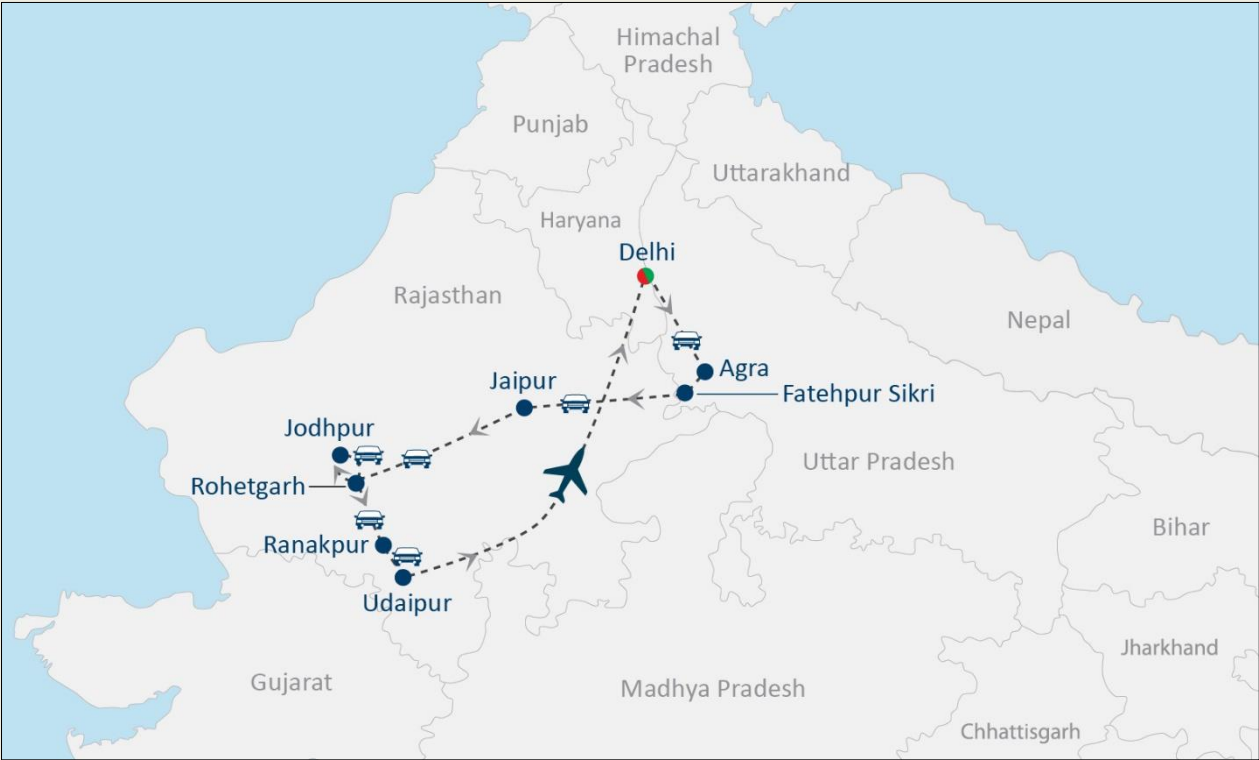 Himachal
Pradesh
Punjab
Uttarakhand
Haryana
Delhi
Rajasthan
Nepal
Agra
Jaipur
Fatehpur Sikri
Jodhpur
Uttar Pradesh
Rohetgarh
Bihar
Ranakpur
Udaipur
Jharkhand
Gujarat
Madhya Pradesh
Chhattisgarh